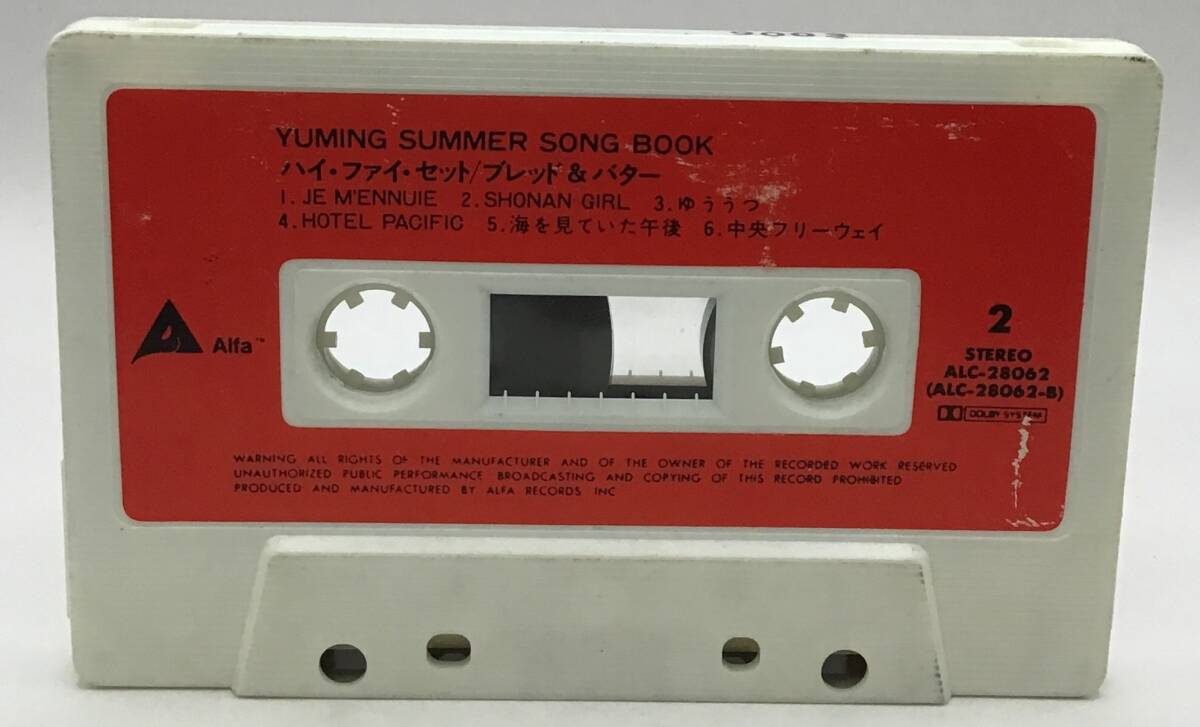 YUMING SUMMER SONG BOOK
ハイ・ファイ・セット/ブレッド&バター
1. JE M'ENNUIE 2. SHONAN GIRL 3. ゆううつ
4. HOTEL PACIFIC 5. 海を見ていた午後 6. 中央フリーウェイ
Alfa™
2
STEREO
ALC-28062
(ALC-28062-B)
DOLBY SYSTEM
WARNING ALL RIGHTS OF THE MANUFACTURER AND OF THE OWNER OF THE RECORDED WORK RESERVED
UNAUTHORIZED PUBLIC PERFORMANCE BROADCASTING AND COPYING OF THIS RECORD PROHIBITED
PRODUCED AND MANUFACTURED BY ALFA RECORDS INC